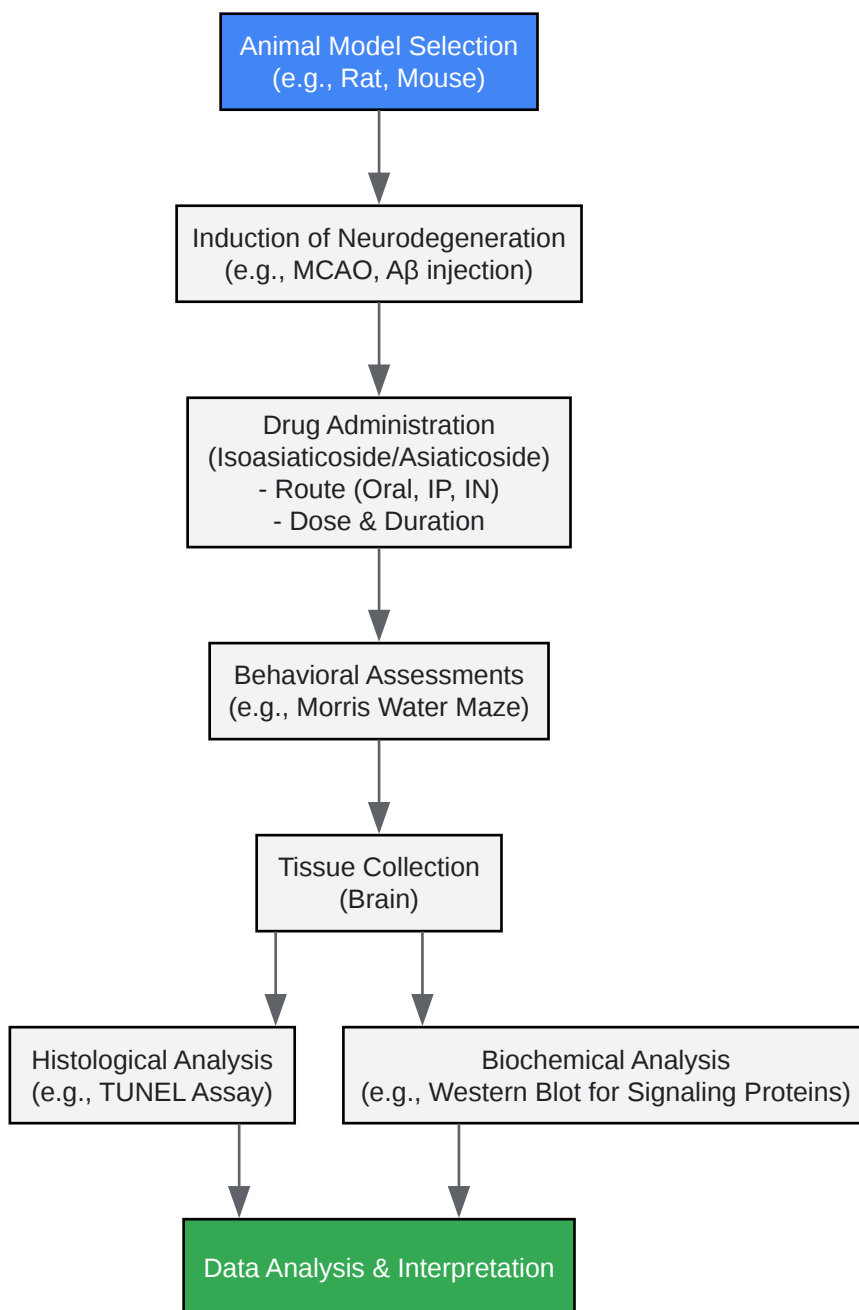 Animal Model Selection
(e.g., Rat, Mouse)
Induction of Neurodegeneration
(e.g., MCAO, Aβ injection)
Drug Administration
(Isoasiaticoside/Asiaticoside)
- Route (Oral, IP, IN)
- Dose & Duration
Behavioral Assessments
(e.g., Morris Water Maze)
Tissue Collection
(Brain)
Histological Analysis
(e.g., TUNEL Assay)
Biochemical Analysis
(e.g., Western Blot for Signaling Proteins)
Data Analysis & Interpretation